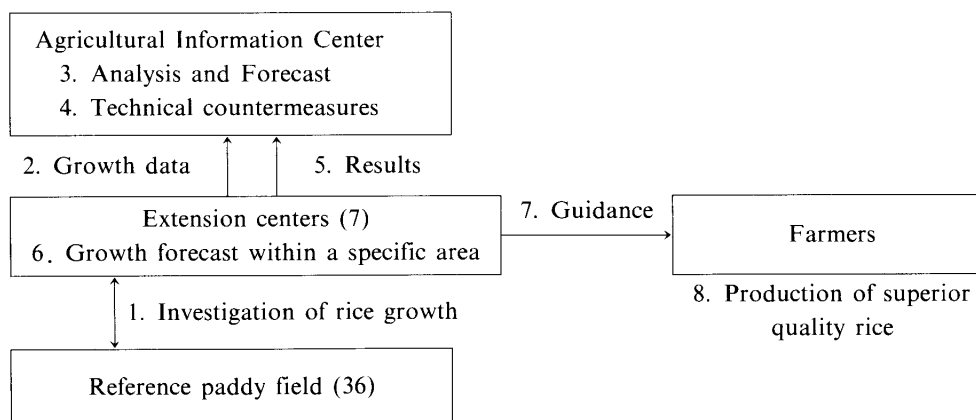 Agricultural Information Center
3. Analysis and Forecast
4. Technical countermeasures
2. Growth data
5. Results
Extension centers (7)
6. Growth forecast within a specific area
7. Guidance
Farmers
8. Production of superior
quality rice
1. Investigation of rice growth
Reference paddy field (36)